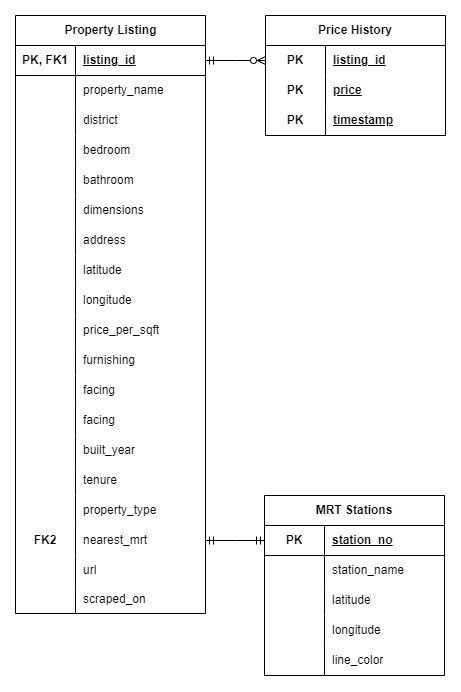 Property Listing
PK, FK1 listing_id
property_name
district
bedroom
bathroom
dimensions
address
latitude
longitude
price_per_sqft
furnishing
facing
facing
built_year
tenure
property_type
FK2 nearest_mrt
url
scraped_on
Price History
PK listing_id
PK price
PK timestamp
MRT Stations
PK station_no
station_name
latitude
longitude
line_color